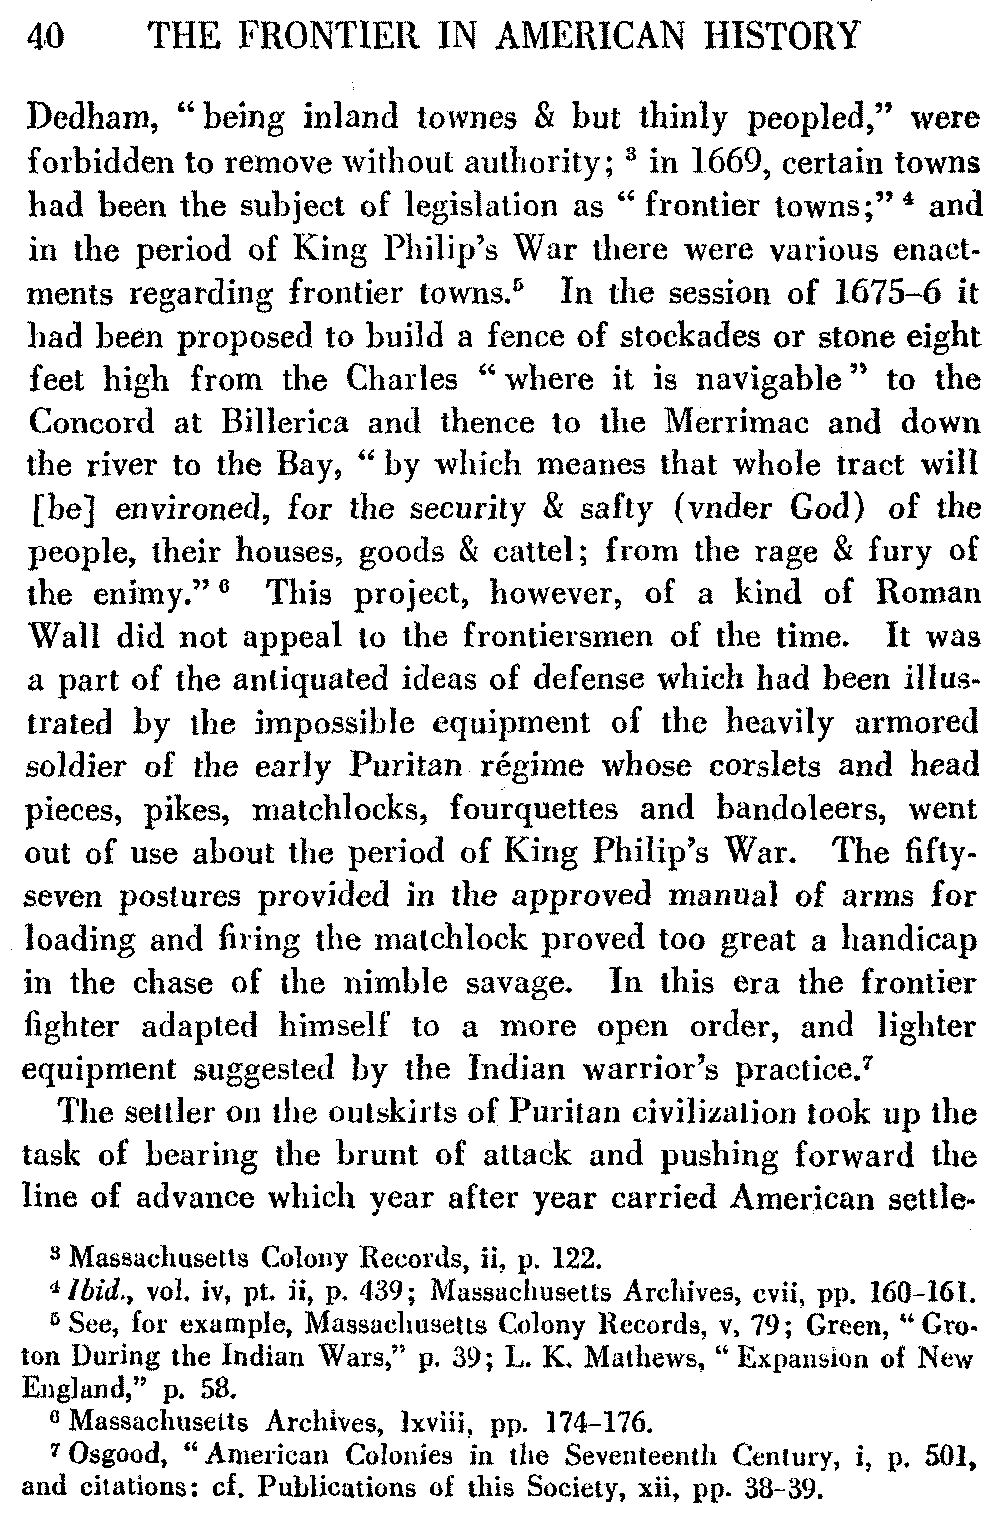 40 THE FRONTIER IN AMERICAN HISTORY
Dedham, “ being inland townes & but thinly peopled,” were
forbidden to remove without authority; ³ in 1669, certain towns
had been the subject of legislation as “ frontier towns;” ⁴ and
in the period of King Philip’s War there were various enact-
ments regarding frontier towns.⁵ In the session of 1675–6 it
had been proposed to build a fence of stockades or stone eight
feet high from the Charles “ where it is navigable ” to the
Concord at Billerica and thence to the Merrimac and down
the river to the Bay, “ by which meanes that whole tract will
[be] environed, for the security & safty (vnder God) of the
people, their houses, goods & cattel; from the rage & fury of
the enimy.” ⁶ This project, however, of a kind of Roman
Wall did not appeal to the frontiersmen of the time. It was
a part of the antiquated ideas of defense which had been illus-
trated by the impossible equipment of the heavily armored
soldier of the early Puritan régime whose corslets and head
pieces, pikes, matchlocks, fourquettes and bandoleers, went
out of use about the period of King Philip’s War. The fifty-
seven postures provided in the approved manual of arms for
loading and firing the matchlock proved too great a handicap
in the chase of the nimble savage. In this era the frontier
fighter adapted himself to a more open order, and lighter
equipment suggested by the Indian warrior’s practice.⁷
The settler on the outskirts of Puritan civilization took up the
task of bearing the brunt of attack and pushing forward the
line of advance which year after year carried American settle-
³ Massachusetts Colony Records, ii, p. 122.
⁴ Ibid., vol. iv, pt. ii, p. 439; Massachusetts Archives, cvii, pp. 160–161.
⁵ See, for example, Massachusetts Colony Records, v, 79; Green, “ Gro-
ton During the Indian Wars,” p. 39; L. K. Mathews, “ Expansion of New
England,” p. 58.
⁶ Massachusetts Archives, lxviii, pp. 174–176.
⁷ Osgood, “ American Colonies in the Seventeenth Century, i, p. 501,
and citations: cf. Publications of this Society, xii, pp. 38–39.